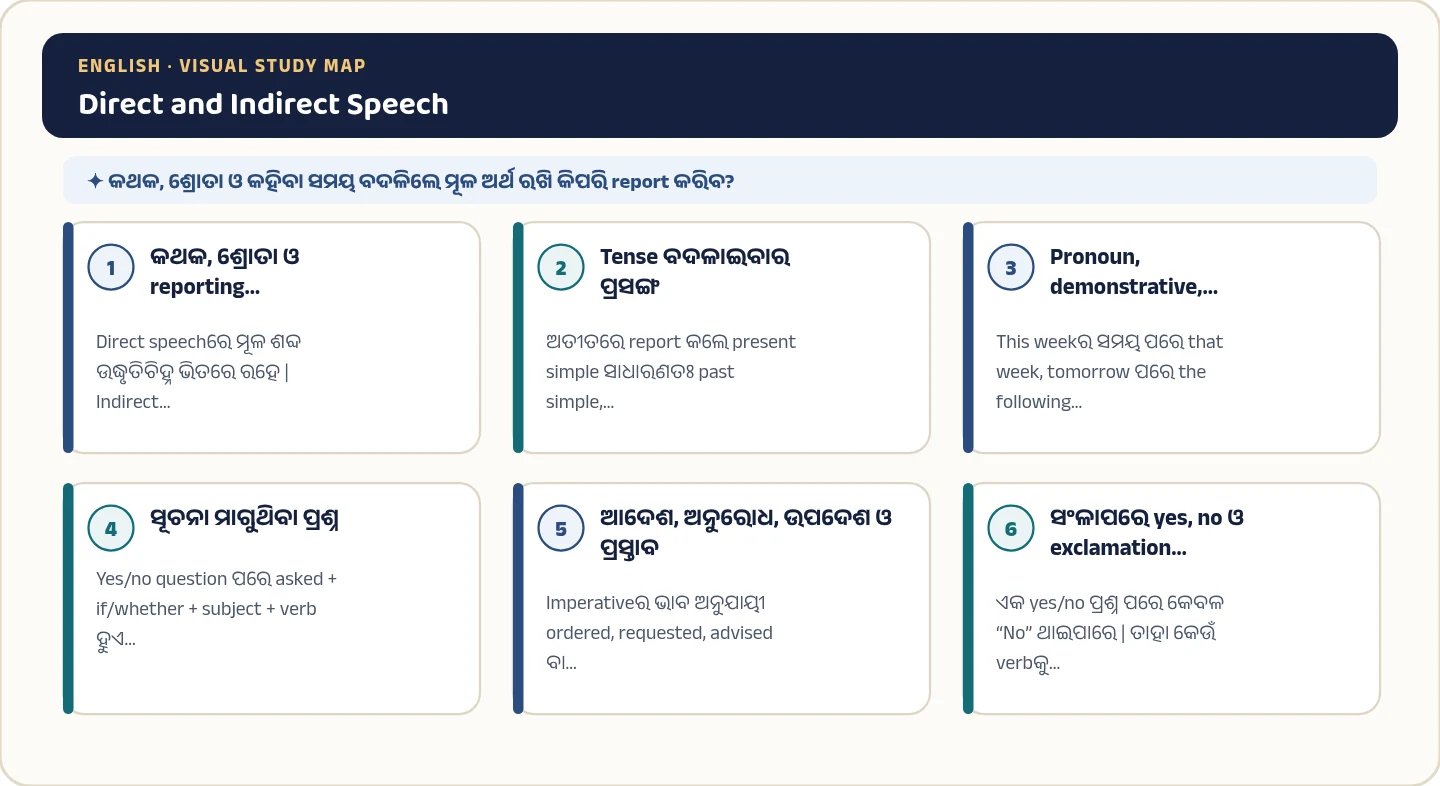 ENGLISH · VISUAL STUDY MAP
Direct and Indirect Speech
✦ କଥକ, ଶ୍ରୋତା ଓ କହିବା ସମୟ ବଦଳିଲେ ମୂଳ ଅର୍ଥ ରଖି କିପରି report କରିବ?
1
କଥକ, ଶ୍ରୋତା ଓ
reporting...
Direct speechରେ ମୂଳ ଶବ୍ଦ
ଉଦ୍ଧୃତିଚିହ୍ନ ଭିତରେ ରହେ |
Indirect...
2
Tense ବଦଳାଇବାର
ପ୍ରସଙ୍ଗ
ଅତୀତରେ report କଲେ present
simple ସାଧାରଣତଃ past
simple,...
3
Pronoun,
demonstrative,...
This weekର ସମୟ ପରେ that
week, tomorrow ପରେ the
following...
4
ସୂଚନା ମାଗୁଥିବା ପ୍ରଶ୍ନ
Yes/no question ପରେ asked +
if/whether + subject + verb
ହୁଏ...
5
ଆଦେଶ, ଅନୁରୋଧ, ଉପଦେଶ ଓ
ପ୍ରସ୍ତାବ
Imperativeର ଭାବ ଅନୁଯାୟୀ
ordered, requested, advised
ବା...
6
ସଂଳାପରେ yes, no ଓ
exclamation...
ଏକ yes/no ପ୍ରଶ୍ନ ପରେ କେବଳ
“No” ଥାଇପାରେ | ତାହା କେଉଁ
verbକୁ...